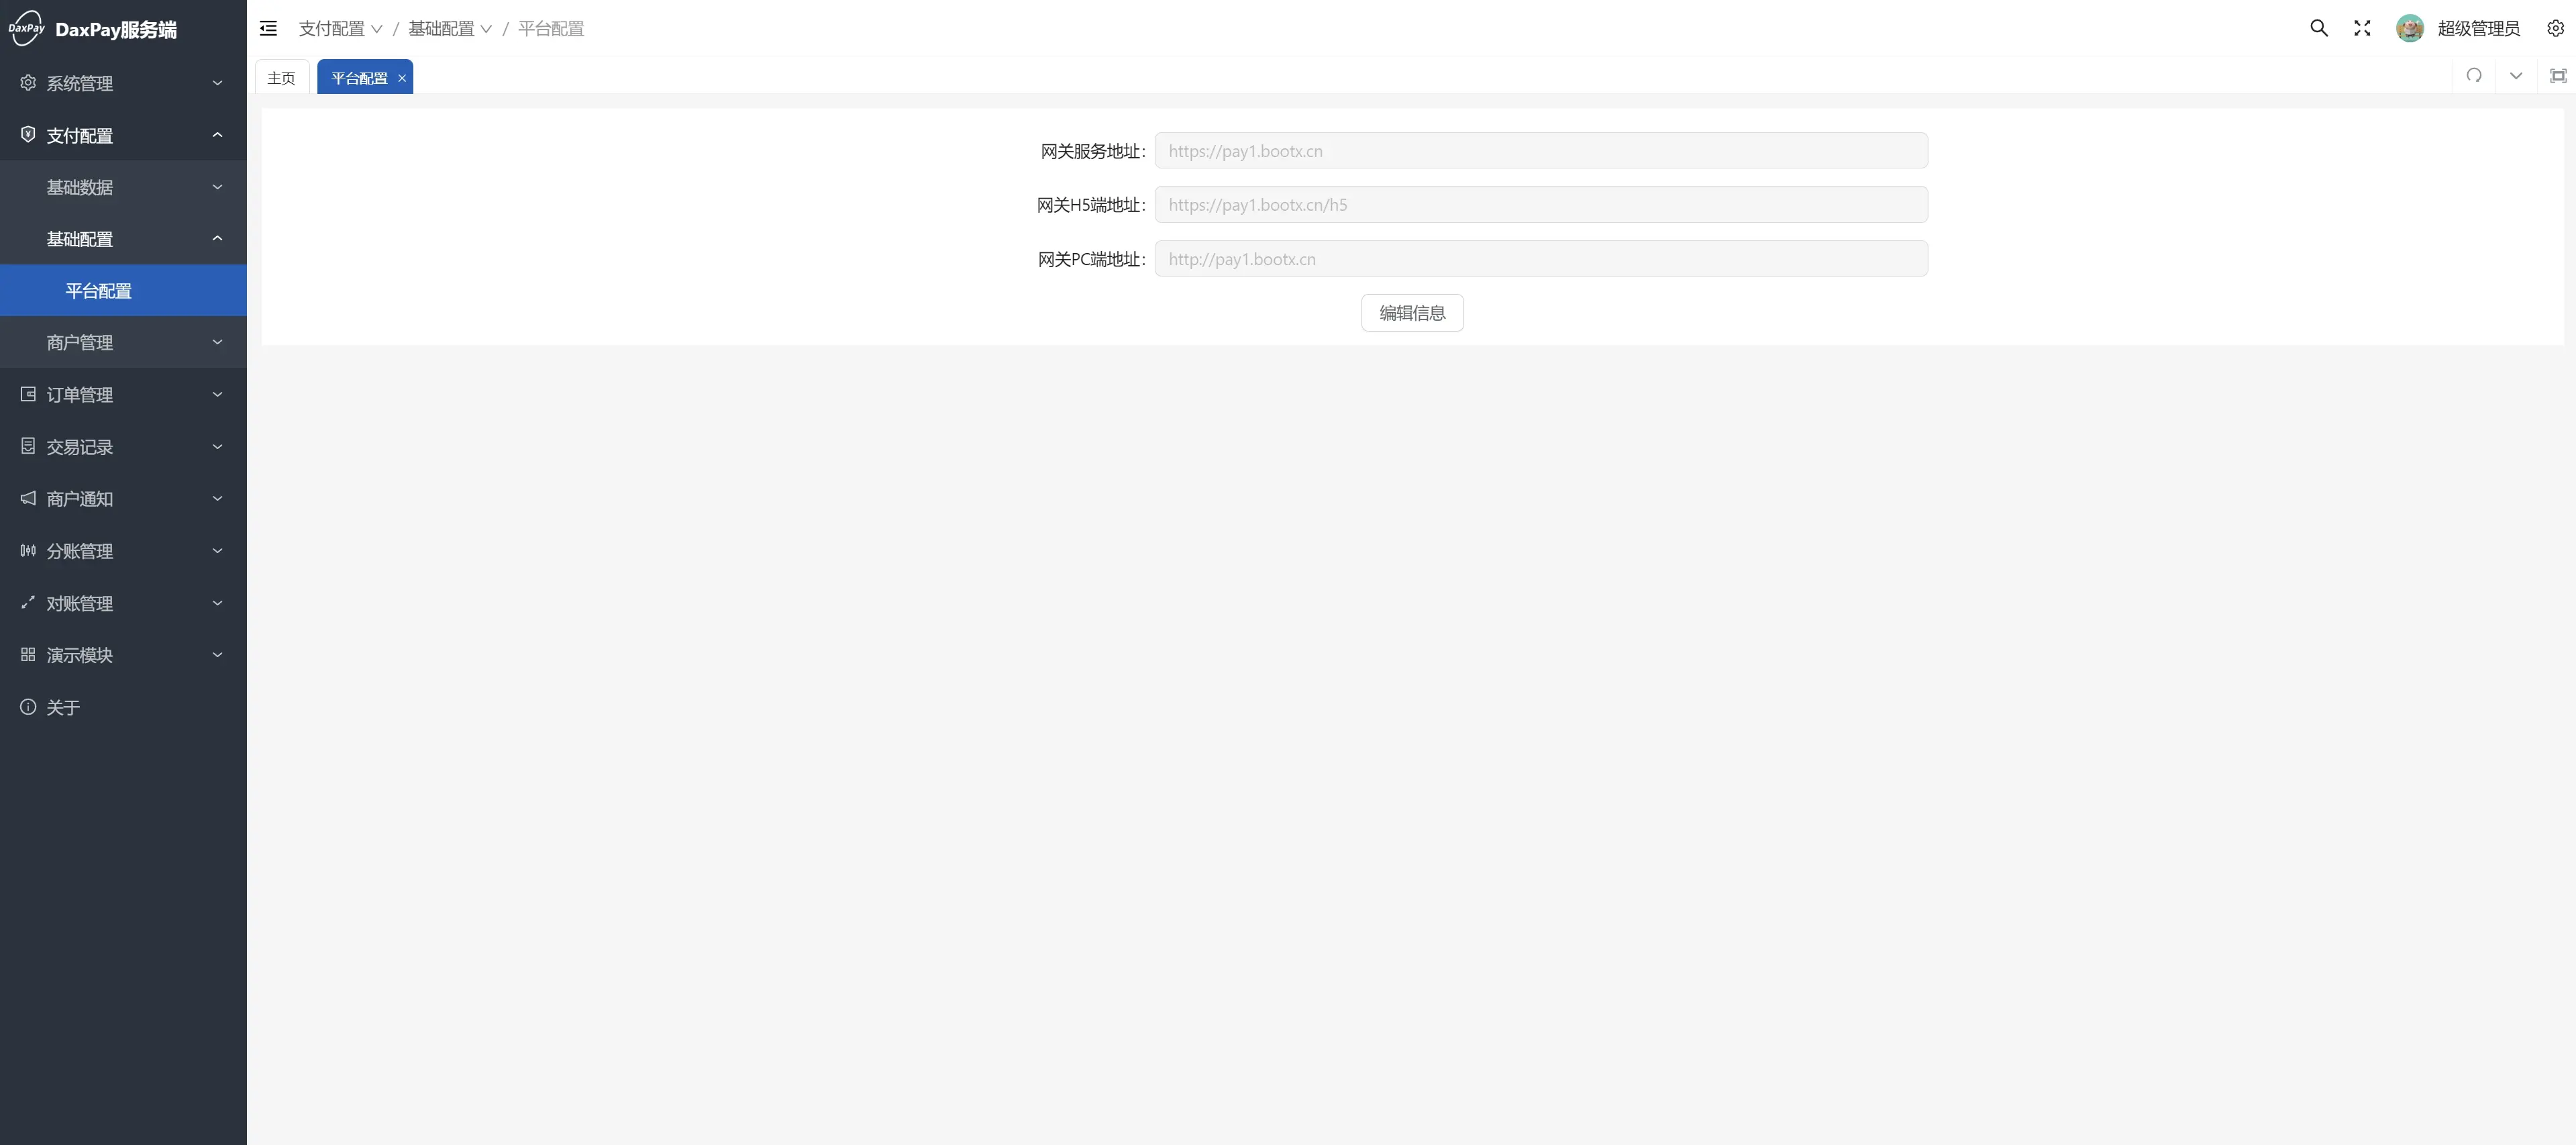 DaxPay
DaxPay服务端
系统管理
支付配置
基础数据
基础配置
平台配置
商户管理
订单管理
交易记录
商户通知
分账管理
对账管理
演示模块
关于
支付配置 / 基础配置 / 平台配置
超级管理员
主页
平台配置
网关服务地址: https://pay1.bootx.cn
网关H5端地址: https://pay1.bootx.cn/h5
网关PC端地址: http://pay1.bootx.cn
编辑信息